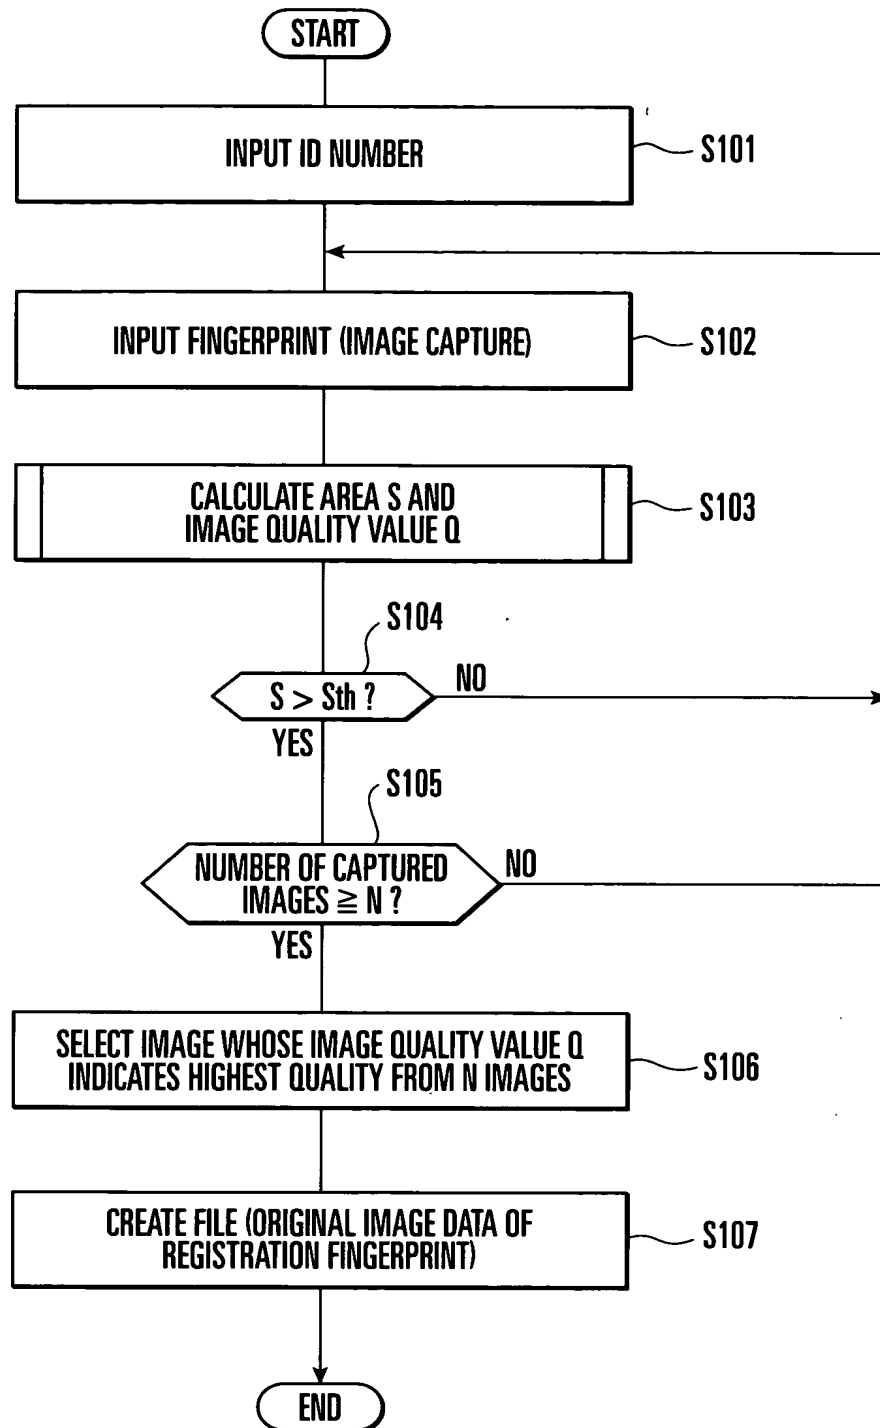 START
INPUT ID NUMBER
S101
INPUT FINGERPRINT (IMAGE CAPTURE)
S102
CALCULATE AREA S AND
IMAGE QUALITY VALUE Q
S103
S104
S > Sth ?
NO
YES
S105
NUMBER OF CAPTURED
IMAGES ≧ N ?
NO
YES
SELECT IMAGE WHOSE IMAGE QUALITY VALUE Q
INDICATES HIGHEST QUALITY FROM N IMAGES
S106
CREATE FILE (ORIGINAL IMAGE DATA OF
REGISTRATION FINGERPRINT)
S107
END